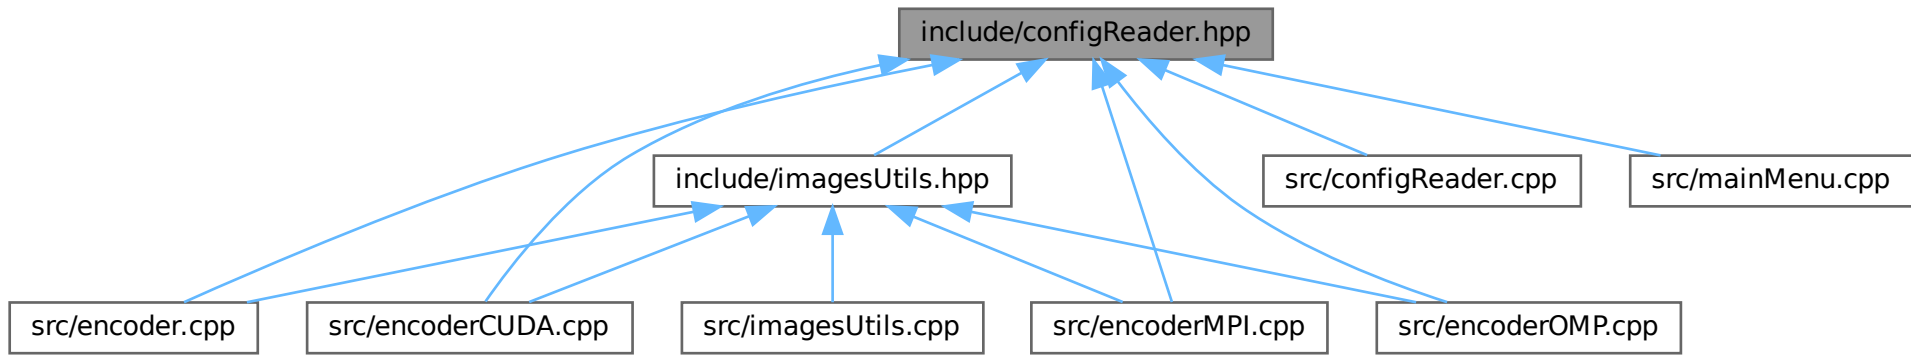 include/configReader.hpp
include/imagesUtils.hpp
src/configReader.cpp
src/mainMenu.cpp
src/encoder.cpp
src/encoderCUDA.cpp
src/imagesUtils.cpp
src/encoderMPI.cpp
src/encoderOMP.cpp